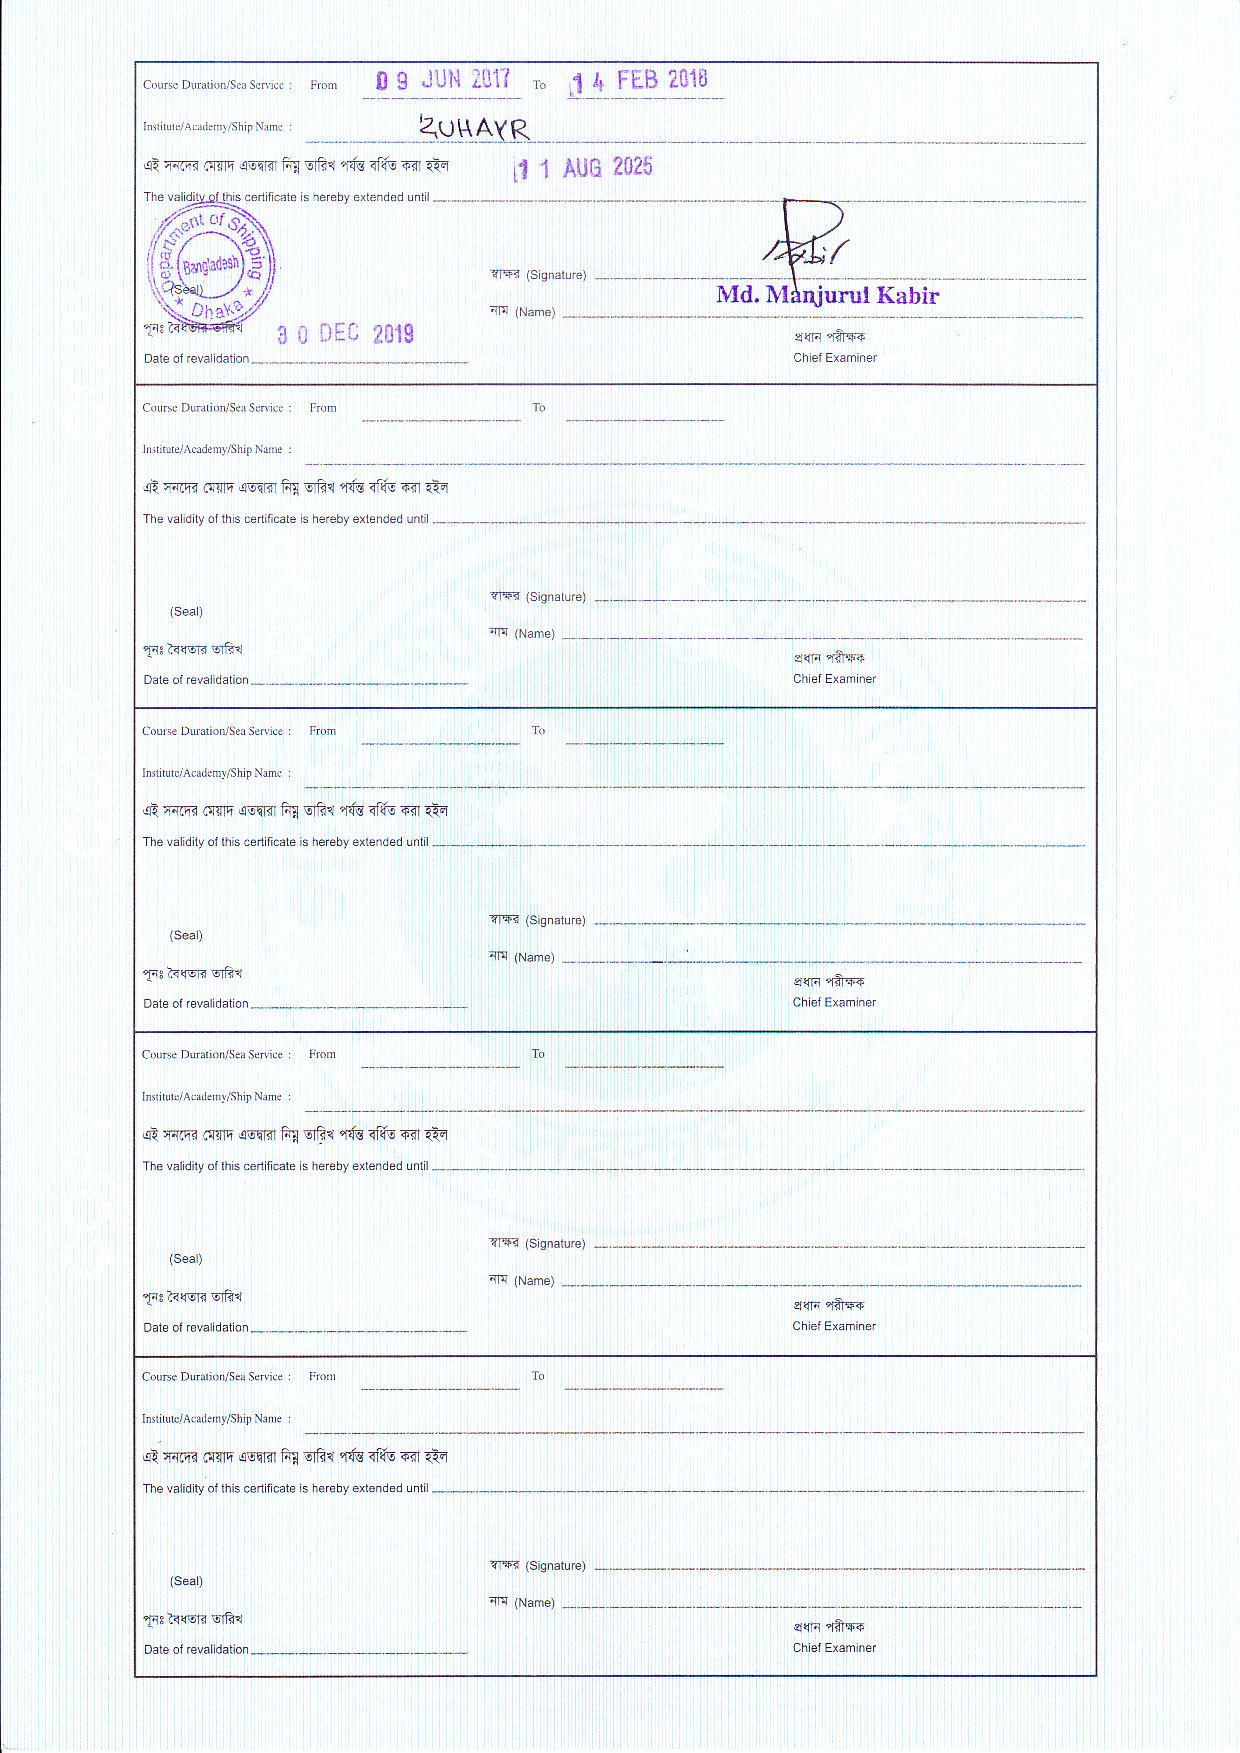 Course Duration/Sea Service : From 09 JUN 2017 To 14 FEB 2018
Institute/Academy/Ship Name : ZUHAYR
এই সনদের মেয়াদ এতদ্বারা নিম্ন তারিখ পর্যন্ত বর্ধিত করা হইল
11 AUG 2025
The validity of this certificate is hereby extended until
Department of Shipping
Bangladesh
★ Dhaka ★
(Seal)
স্বাক্ষর (Signature) Kabir
Md. Manjurul Kabir
নাম (Name)
পূনঃ বৈধতার তারিখ
30 DEC 2019
প্রধান পরীক্ষক
Date of revalidation
Chief Examiner
Course Duration/Sea Service : From To
Institute/Academy/Ship Name :
এই সনদের মেয়াদ এতদ্বারা নিম্ন তারিখ পর্যন্ত বর্ধিত করা হইল
The validity of this certificate is hereby extended until
স্বাক্ষর (Signature)
(Seal)
নাম (Name)
পূনঃ বৈধতার তারিখ
প্রধান পরীক্ষক
Date of revalidation
Chief Examiner
Course Duration/Sea Service : From To
Institute/Academy/Ship Name :
এই সনদের মেয়াদ এতদ্বারা নিম্ন তারিখ পর্যন্ত বর্ধিত করা হইল
The validity of this certificate is hereby extended until
স্বাক্ষর (Signature)
(Seal)
নাম (Name)
পূনঃ বৈধতার তারিখ
প্রধান পরীক্ষক
Date of revalidation
Chief Examiner
Course Duration/Sea Service : From To
Institute/Academy/Ship Name :
এই সনদের মেয়াদ এতদ্বারা নিম্ন তারিখ পর্যন্ত বর্ধিত করা হইল
The validity of this certificate is hereby extended until
স্বাক্ষর (Signature)
(Seal)
নাম (Name)
পূনঃ বৈধতার তারিখ
প্রধান পরীক্ষক
Date of revalidation
Chief Examiner
Course Duration/Sea Service : From To
Institute/Academy/Ship Name :
এই সনদের মেয়াদ এতদ্বারা নিম্ন তারিখ পর্যন্ত বর্ধিত করা হইল
The validity of this certificate is hereby extended until
স্বাক্ষর (Signature)
(Seal)
নাম (Name)
পূনঃ বৈধতার তারিখ
প্রধান পরীক্ষক
Date of revalidation
Chief Examiner